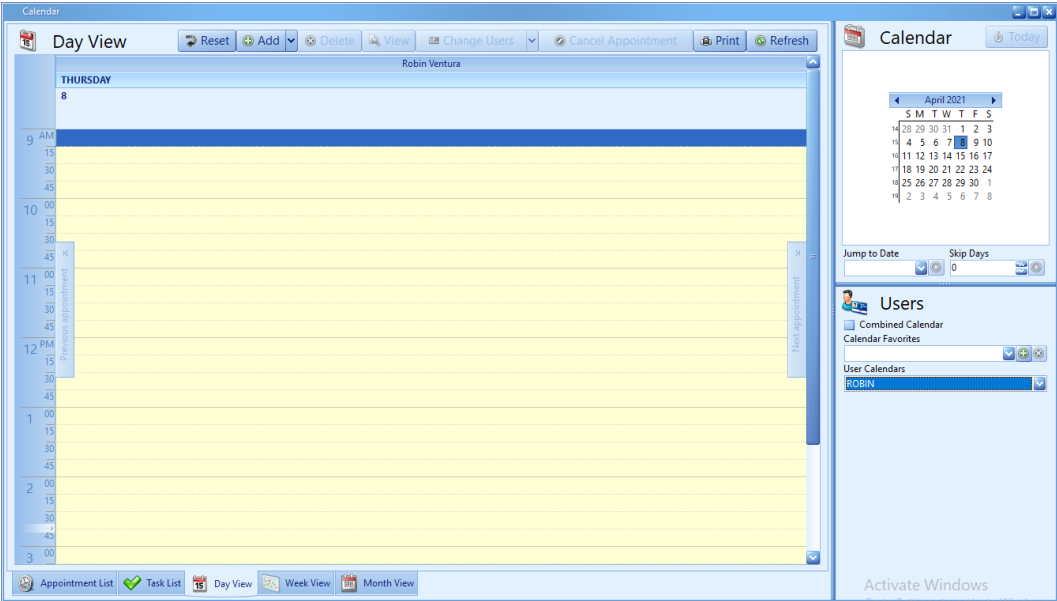 Calendar
Day View
Reset Add Delete View Change Users Cancel Appointment Print Refresh
Robin Ventura
THURSDAY
8
9 AM
15
30
45
10 00
15
30
45
11 00
15
30
45
12 PM
15
30
45
1 00
15
30
45
2 00
15
30
45
3 00
Previous appointment
Next appointment
Appointment List Task List Day View Week View Month View
Calendar
Today
April 2021
S M T W T F S
14 28 29 30 31 1 2 3
15 4 5 6 7 8 9 10
16 11 12 13 14 15 16 17
17 18 19 20 21 22 23 24
18 25 26 27 28 29 30 1
19 2 3 4 5 6 7 8
Jump to Date Skip Days
0
Users
Combined Calendar
Calendar Favorites
User Calendars
ROBIN
Activate Windows